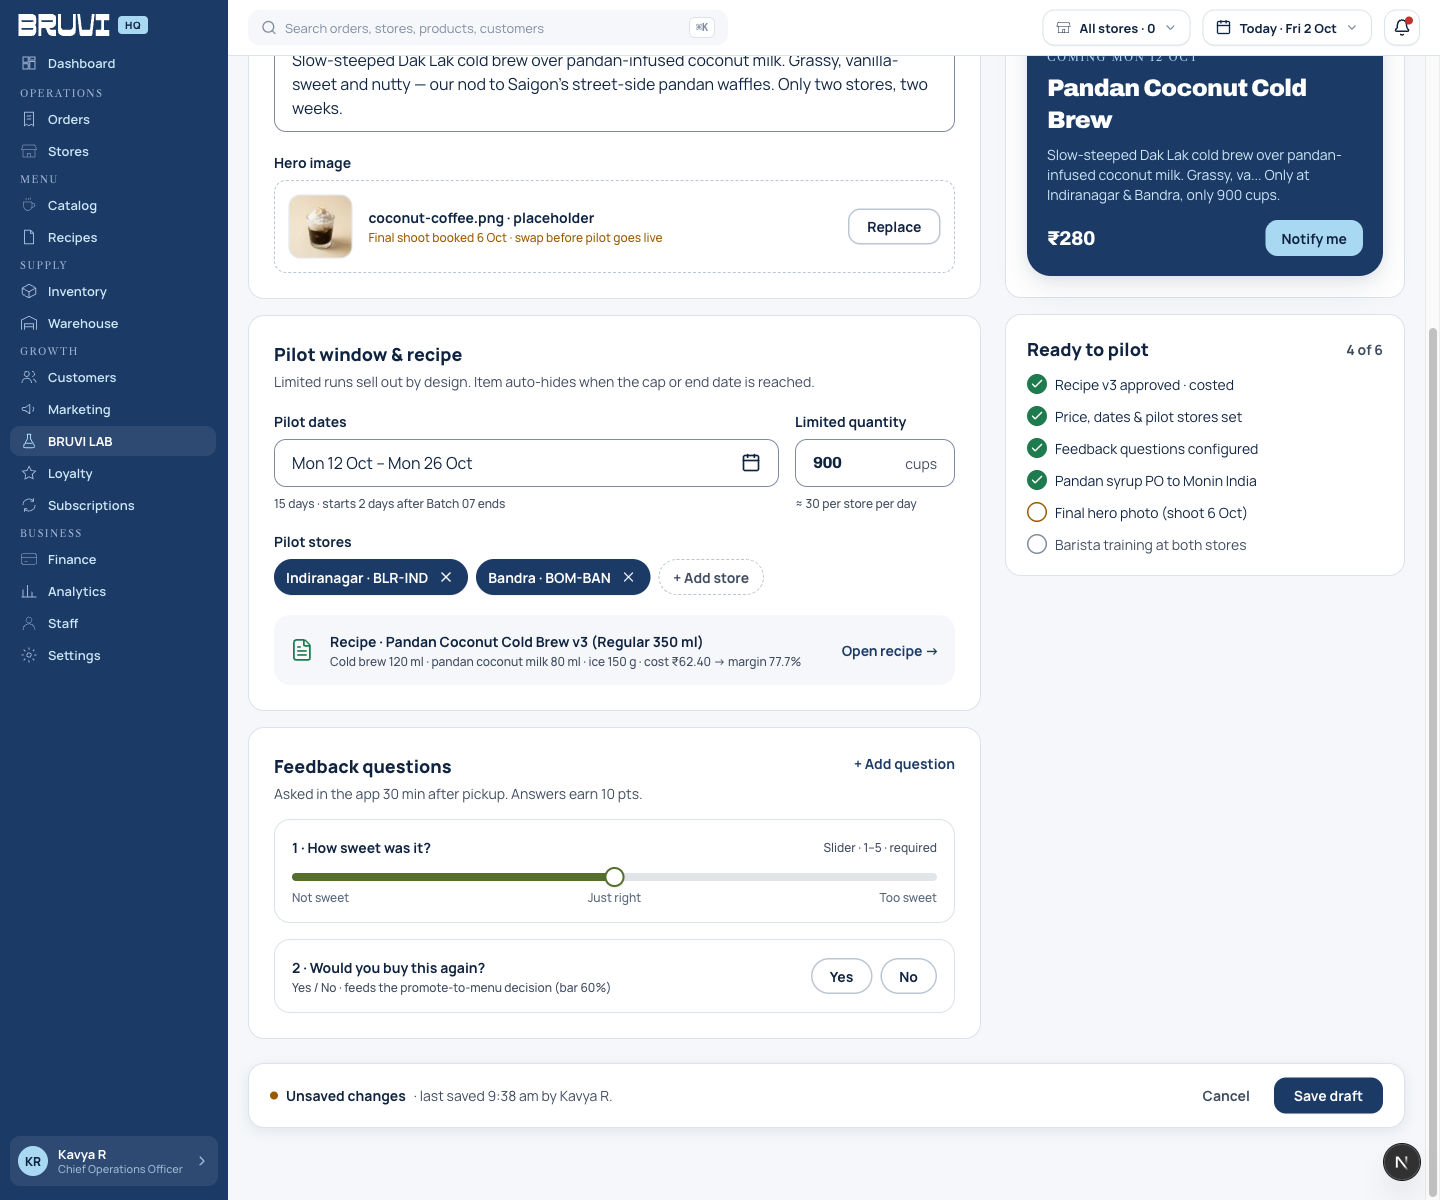 BRUVI HQ
Dashboard
OPERATIONS
Orders
Stores
MENU
Catalog
Recipes
SUPPLY
Inventory
Warehouse
GROWTH
Customers
Marketing
BRUVI LAB
Loyalty
Subscriptions
BUSINESS
Finance
Analytics
Staff
Settings
KR
Kavya R
Chief Operations Officer
Search orders, stores, products, customers
⌘K
All stores · 0
Today · Fri 2 Oct
Slow-steeped Dak Lak cold brew over pandan-infused coconut milk. Grassy, vanilla-
sweet and nutty — our nod to Saigon's street-side pandan waffles. Only two stores, two
weeks.
Hero image
coconut-coffee.png · placeholder
Final shoot booked 6 Oct · swap before pilot goes live
Replace
Pilot window & recipe
Limited runs sell out by design. Item auto-hides when the cap or end date is reached.
Pilot dates
Mon 12 Oct – Mon 26 Oct
15 days · starts 2 days after Batch 07 ends
Limited quantity
900 cups
≈ 30 per store per day
Pilot stores
Indiranagar · BLR-IND
Bandra · BOM-BAN
+ Add store
Recipe · Pandan Coconut Cold Brew v3 (Regular 350 ml)
Cold brew 120 ml · pandan coconut milk 80 ml · ice 150 g · cost ₹62.40 → margin 77.7%
Open recipe →
Feedback questions
+ Add question
Asked in the app 30 min after pickup. Answers earn 10 pts.
1 · How sweet was it?
Slider · 1–5 · required
Not sweet
Just right
Too sweet
2 · Would you buy this again?
Yes / No · feeds the promote-to-menu decision (bar 60%)
Yes
No
COMING MON 12 OCT
Pandan Coconut Cold
Brew
Slow-steeped Dak Lak cold brew over pandan-
infused coconut milk. Grassy, va... Only at
Indiranagar & Bandra, only 900 cups.
₹280
Notify me
Ready to pilot
4 of 6
Recipe v3 approved · costed
Price, dates & pilot stores set
Feedback questions configured
Pandan syrup PO to Monin India
Final hero photo (shoot 6 Oct)
Barista training at both stores
Unsaved changes · last saved 9:38 am by Kavya R.
Cancel
Save draft
N